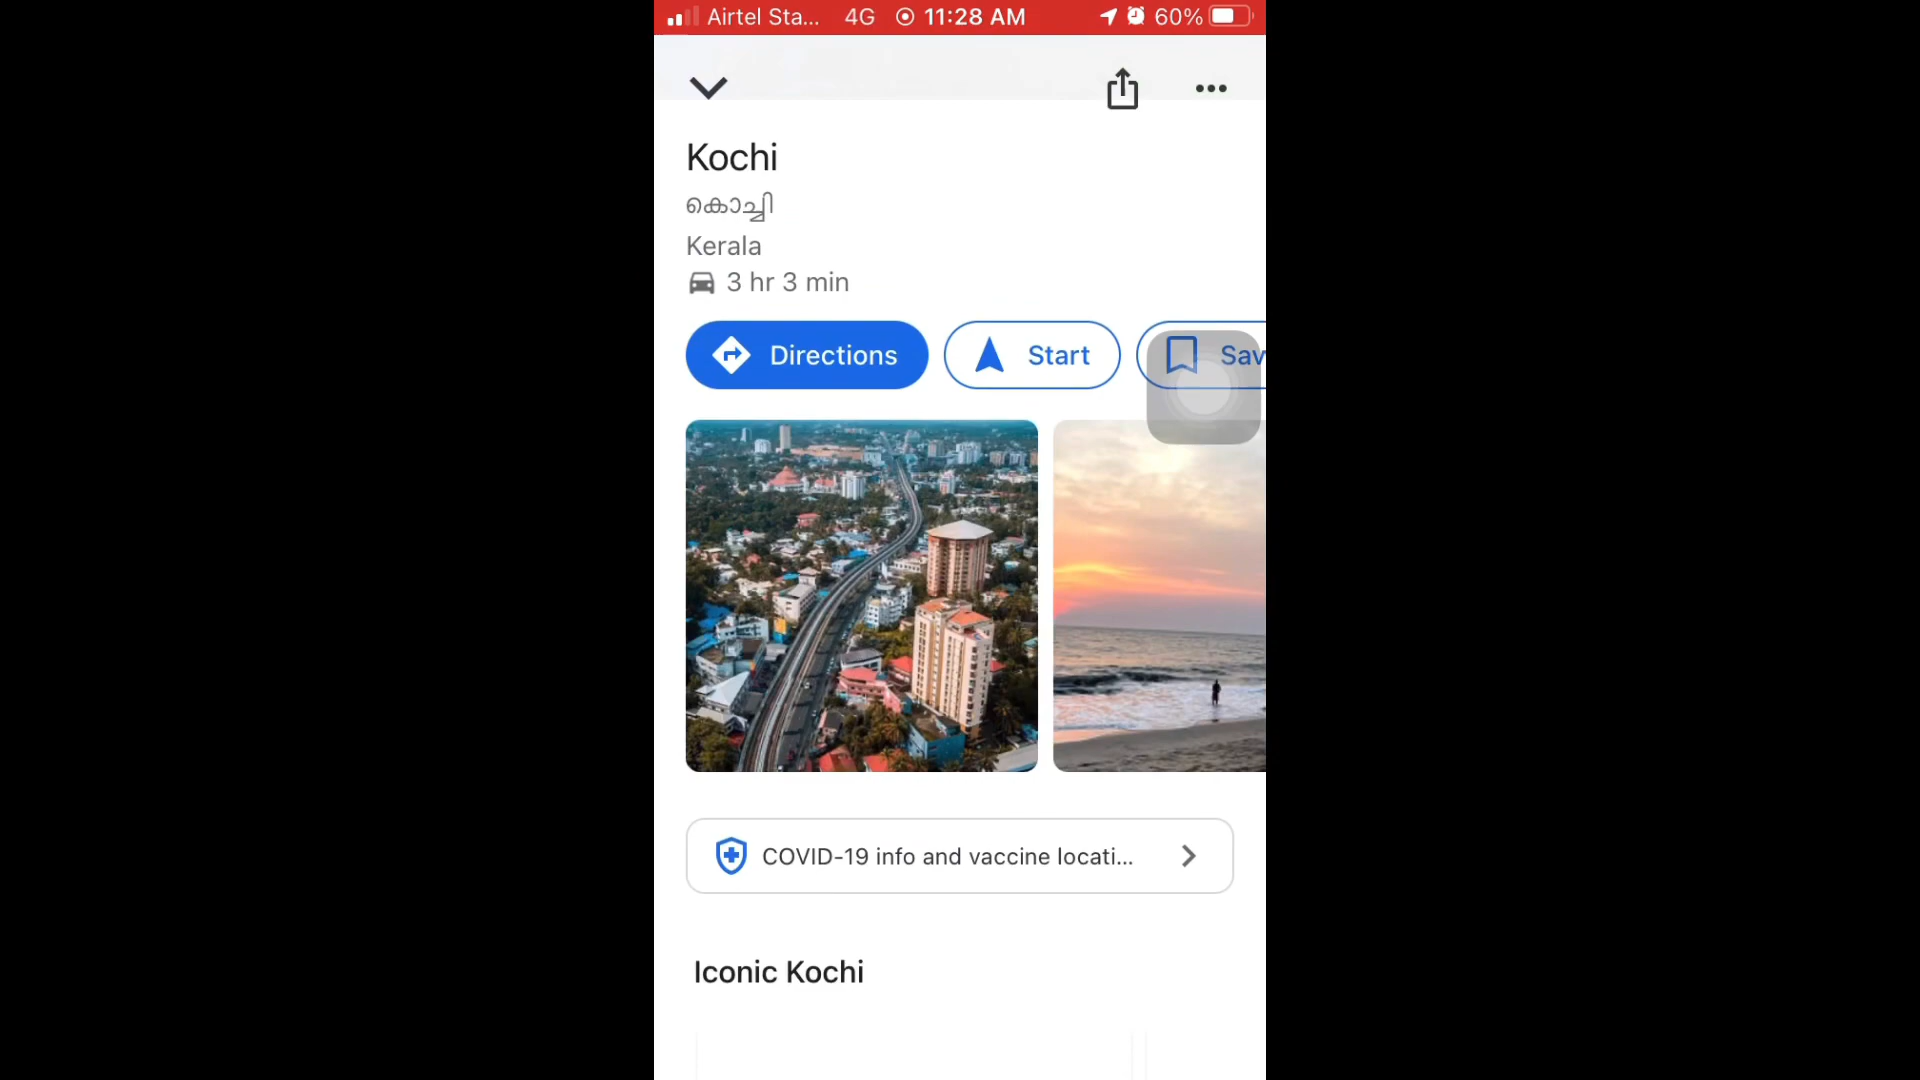 Airtel Sta... 4G 11:28 AM 60%
Kochi
കൊച്ചി
Kerala
3 hr 3 min
Directions
Start
Sav
COVID-19 info and vaccine locati...
Iconic Kochi